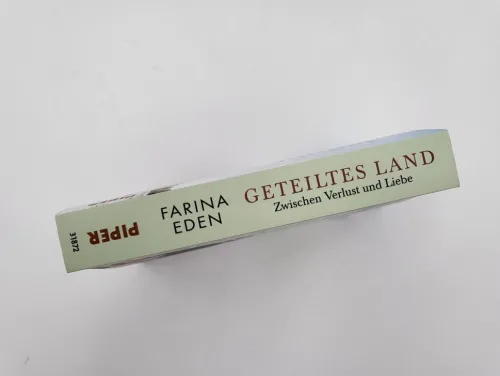 31872
PIPER
FARINA
EDEN
GETEILTES LAND
Zwischen Verlust und Liebe